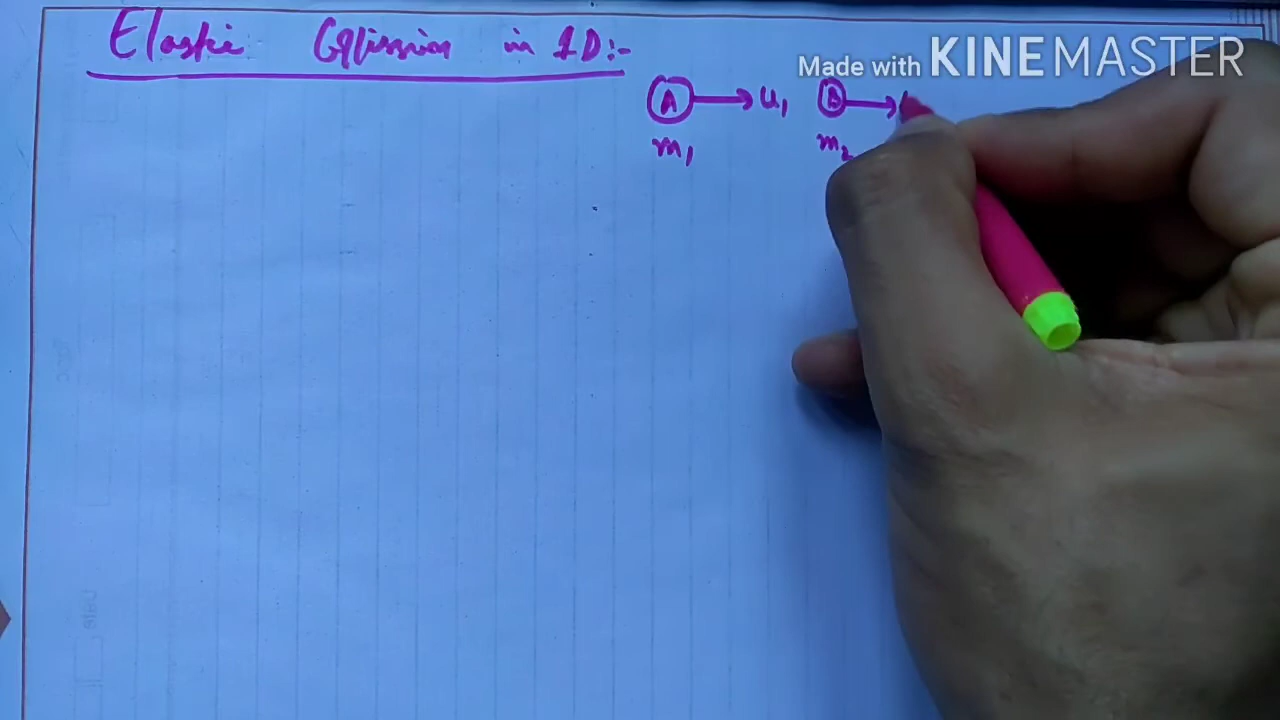 Elastic Collision in 1D:-
Made with KINEMASTER
A u₁ B
m₁ m₂